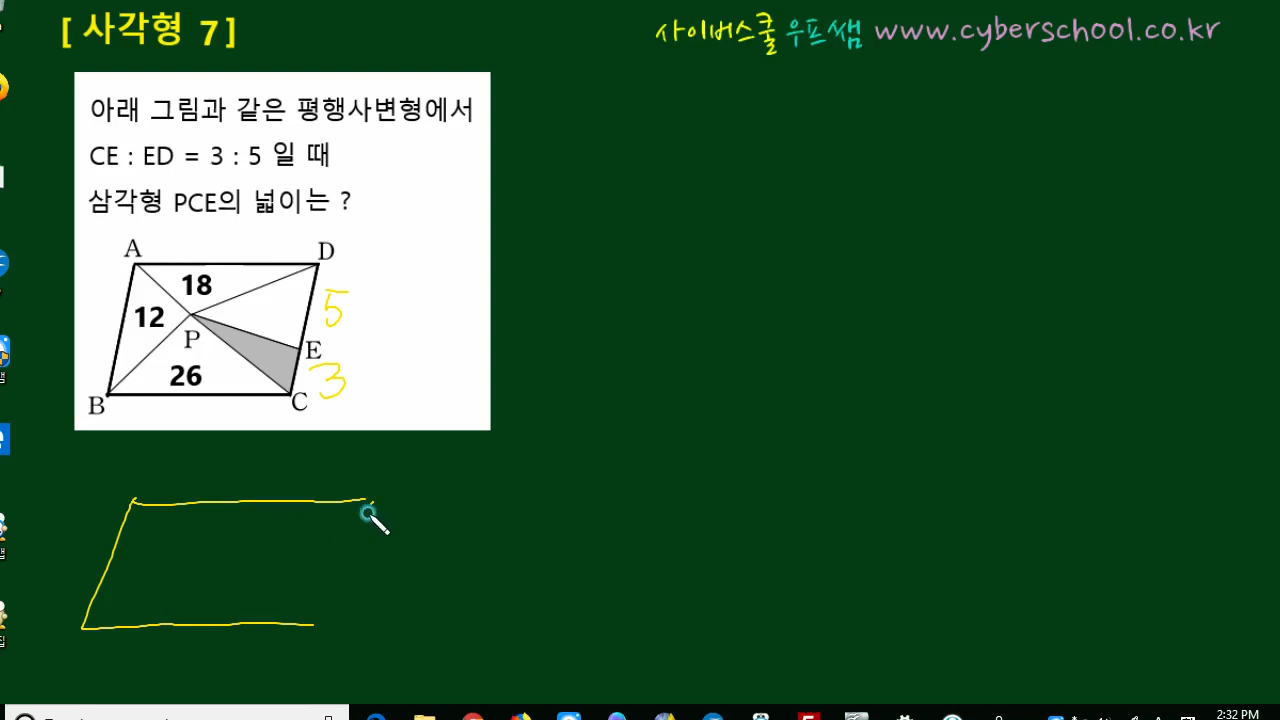 [ 사각형 7 ]
사이버스쿨 우프쌤 www.cyberschool.co.kr
아래 그림과 같은 평행사변형에서
CE : ED = 3 : 5 일 때
삼각형 PCE의 넓이는 ?
A
D
18
12
5
P
E
26
3
B
C
2:32 PM